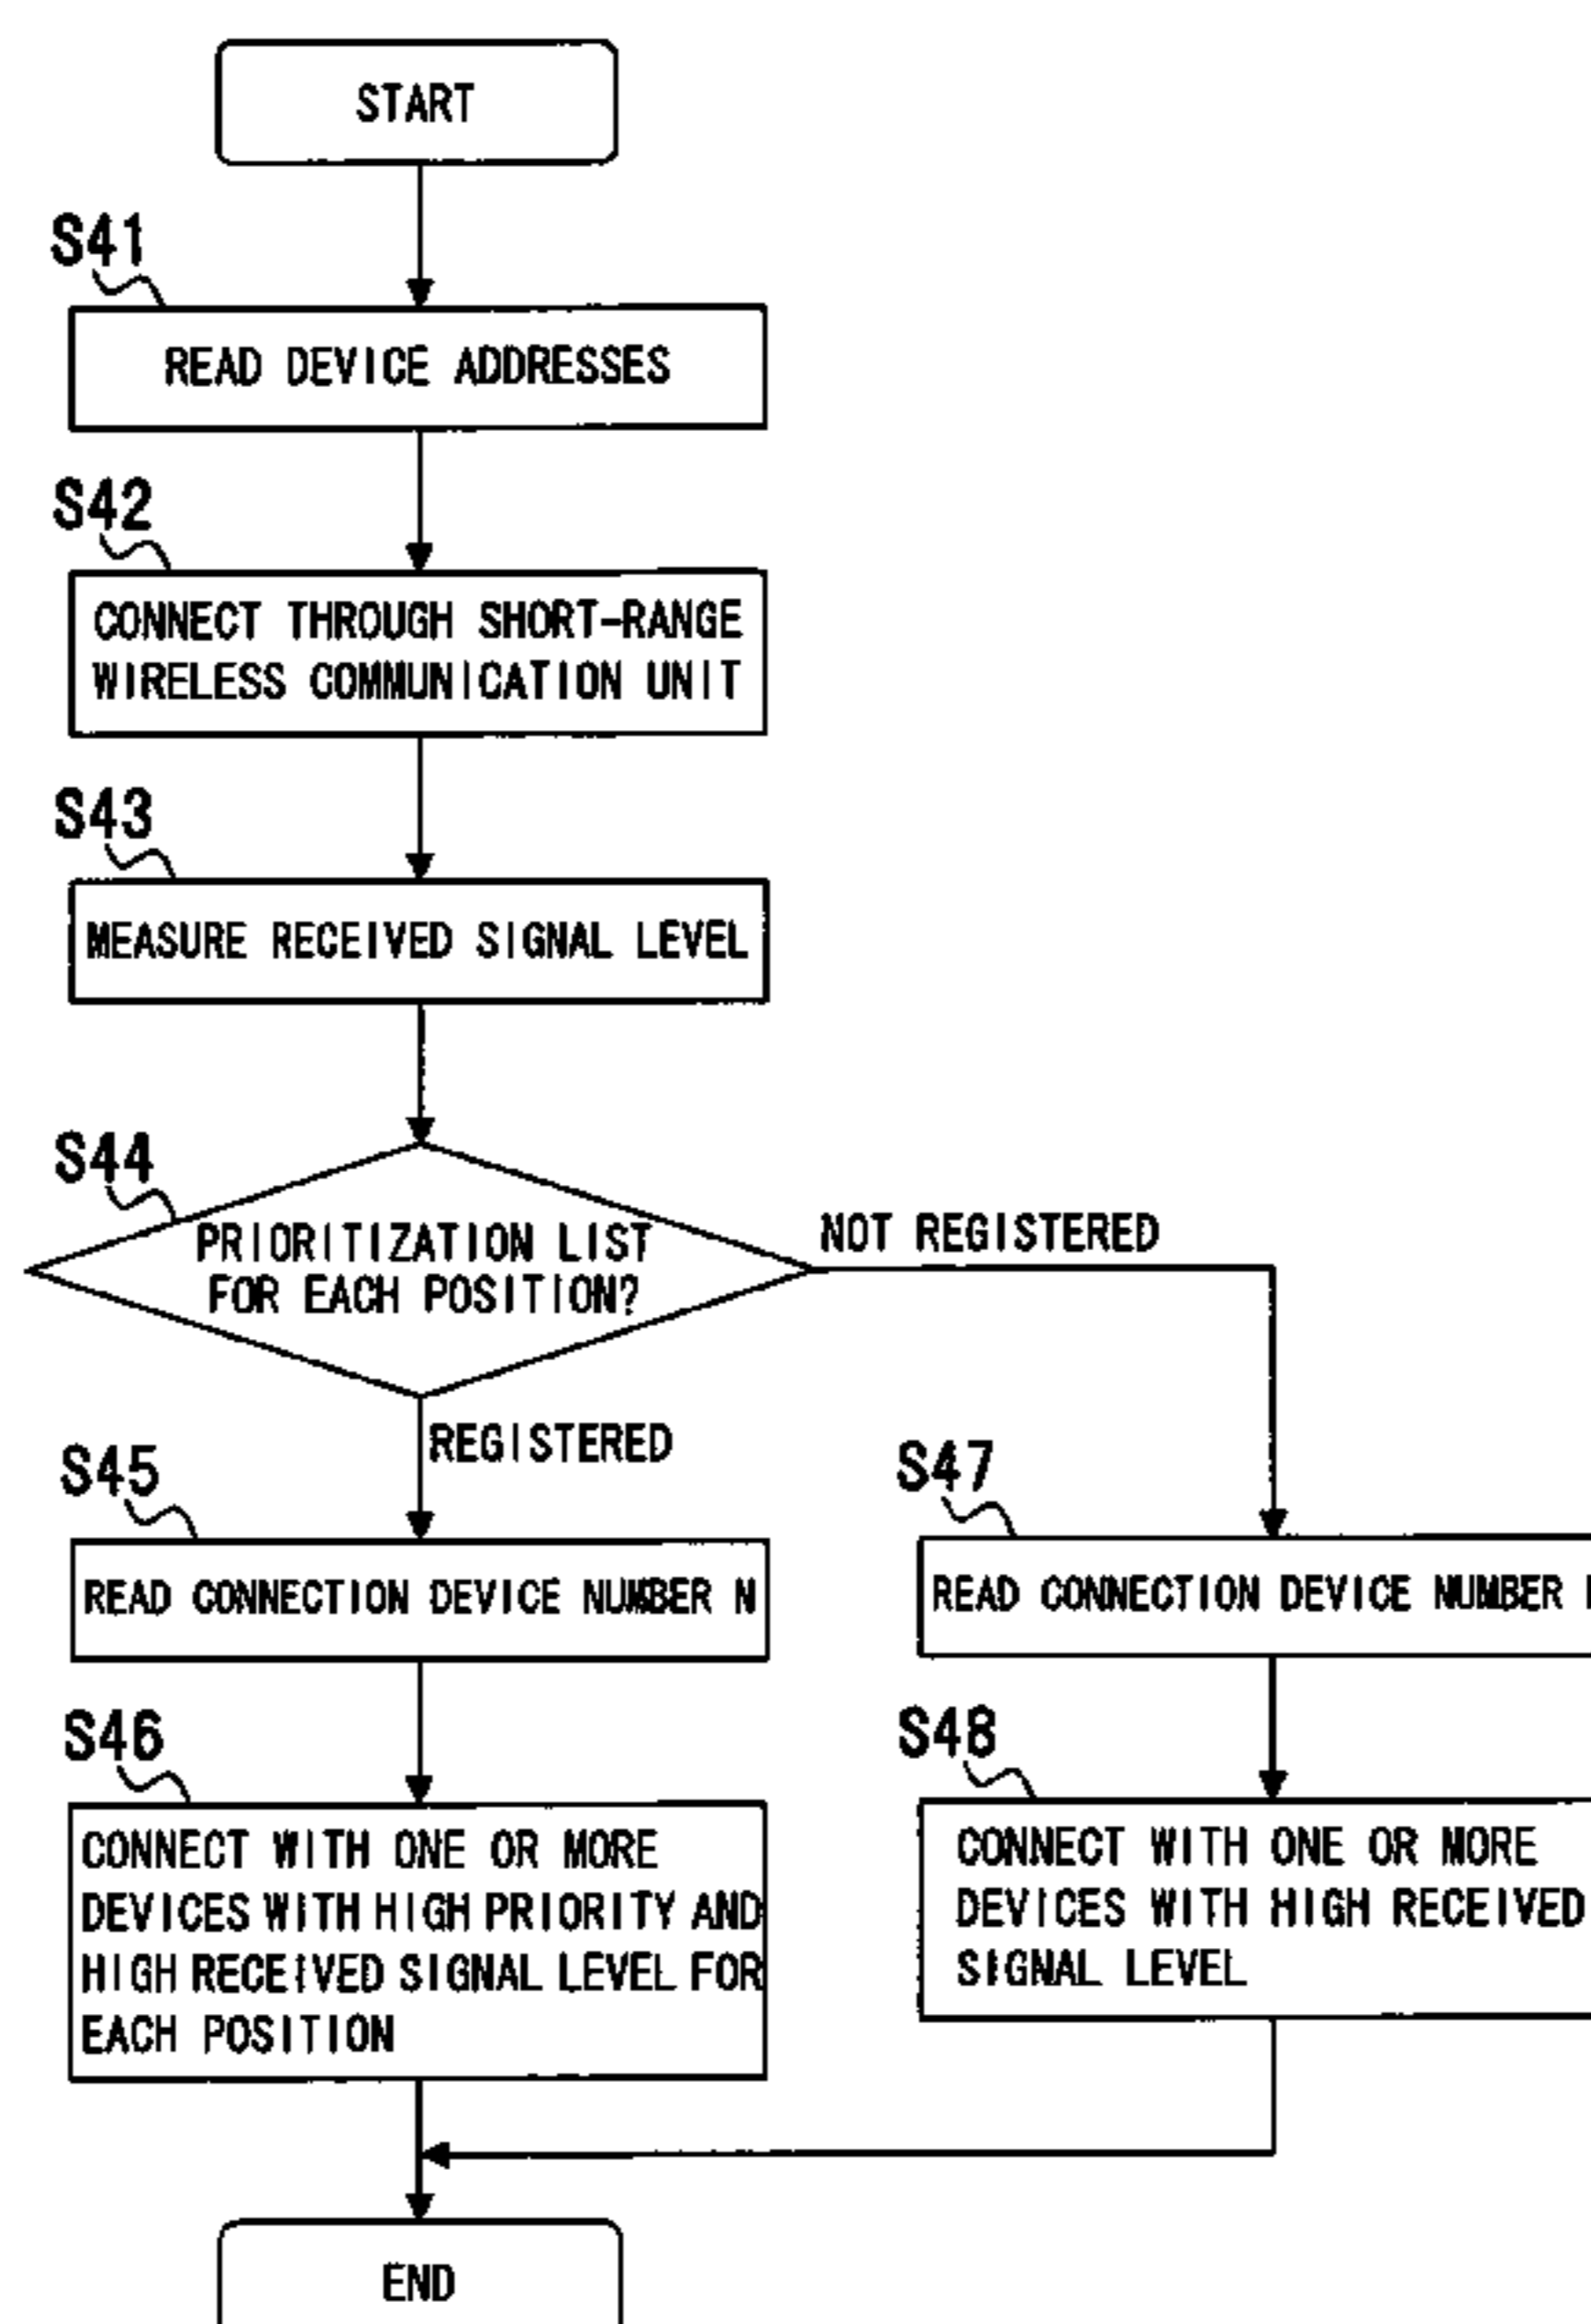 START
S41
READ DEVICE ADDRESSES
S42
CONNECT THROUGH SHORT-RANGE
WIRELESS COMMUNICATION UNIT
S43
MEASURE RECEIVED SIGNAL LEVEL
S44
PRIORITIZATION LIST
FOR EACH POSITION?
NOT REGISTERED
REGISTERED
S45
READ CONNECTION DEVICE NUMBER N
S47
READ CONNECTION DEVICE NUMBER
S46
CONNECT WITH ONE OR MORE
DEVICES WITH HIGH PRIORITY AND
HIGH RECEIVED SIGNAL LEVEL FOR
EACH POSITION
S48
CONNECT WITH ONE OR MORE
DEVICES WITH HIGH RECEIVED
SIGNAL LEVEL
END